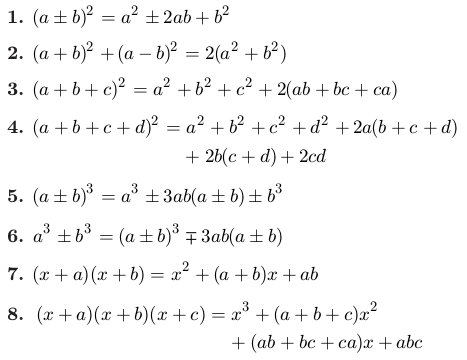 1. (a ± b)² = a² ± 2ab + b²
2. (a + b)² + (a − b)² = 2(a² + b²)
3. (a + b + c)² = a² + b² + c² + 2(ab + bc + ca)
4. (a + b + c + d)² = a² + b² + c² + d² + 2a(b + c + d)
+ 2b(c + d) + 2cd
5. (a ± b)³ = a³ ± 3ab(a ± b) ± b³
6. a³ ± b³ = (a ± b)³ ∓ 3ab(a ± b)
7. (x + a)(x + b) = x² + (a + b)x + ab
8. (x + a)(x + b)(x + c) = x³ + (a + b + c)x²
+ (ab + bc + ca)x + abc